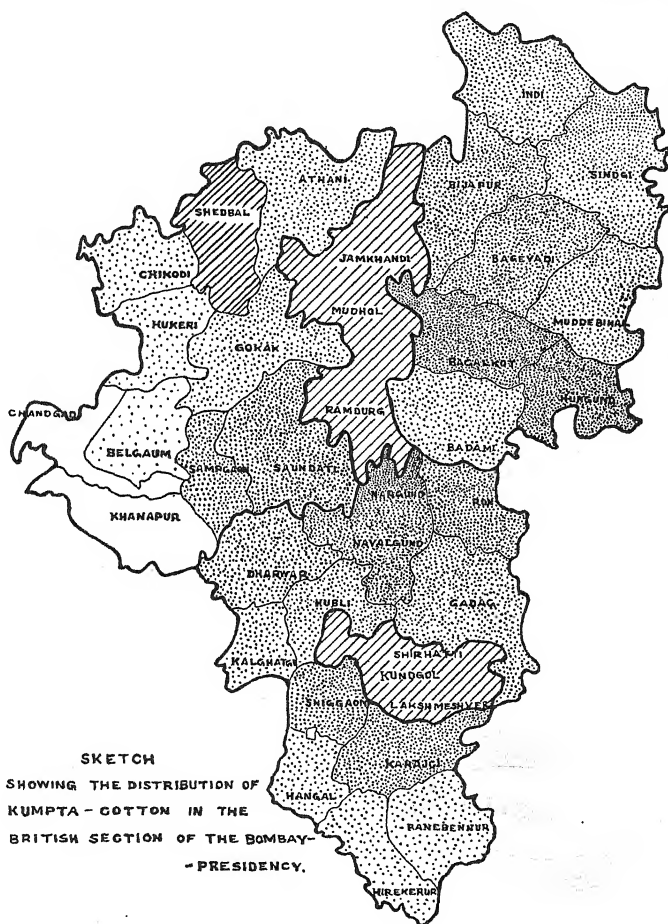 INDI
SINDGI
ATHANI
BIJAPUR
SHEDBAL
BAGEVADI
JAMKHANDI
CHIKODI
MUDHOL
MUDDEBIHAL
HUKERI
GOKAK
BAGALKOT
HUNGUND
RAMDURG
CHANDGAD
BADAMI
BELGAUM
SAMPGAON
SAUNDATTI
KHANAPUR
NARGUND
RON
NAVALGUND
DHARWAR
HUBLI
GADAG
KALGHATGI
SHIRHATTI
KUNDGOL
SHIGGAON
LAKSHMESHVER
KARAJGI
HANGAL
RANEBENNUR
HIREKERUR
SKETCH
SHOWING THE DISTRIBUTION OF
KUMPTA-COTTON IN THE
BRITISH SECTION OF THE BOMBAY-
-PRESIDENCY.